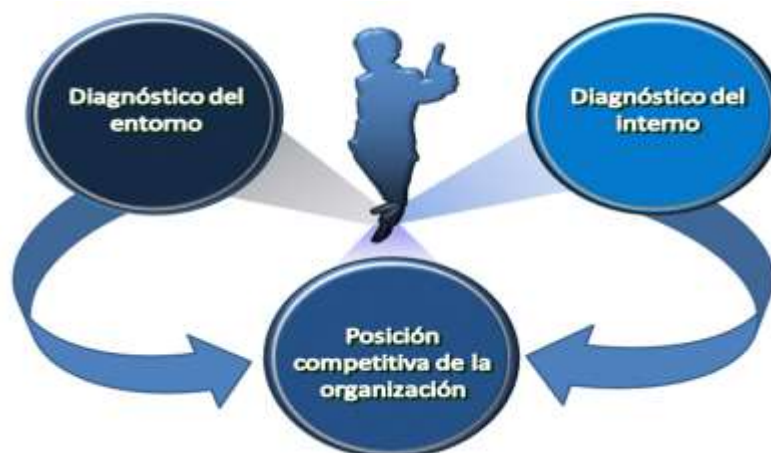 Diagnóstico del
entorno
Diagnóstico del
interno
Posición
competitiva de la
organización